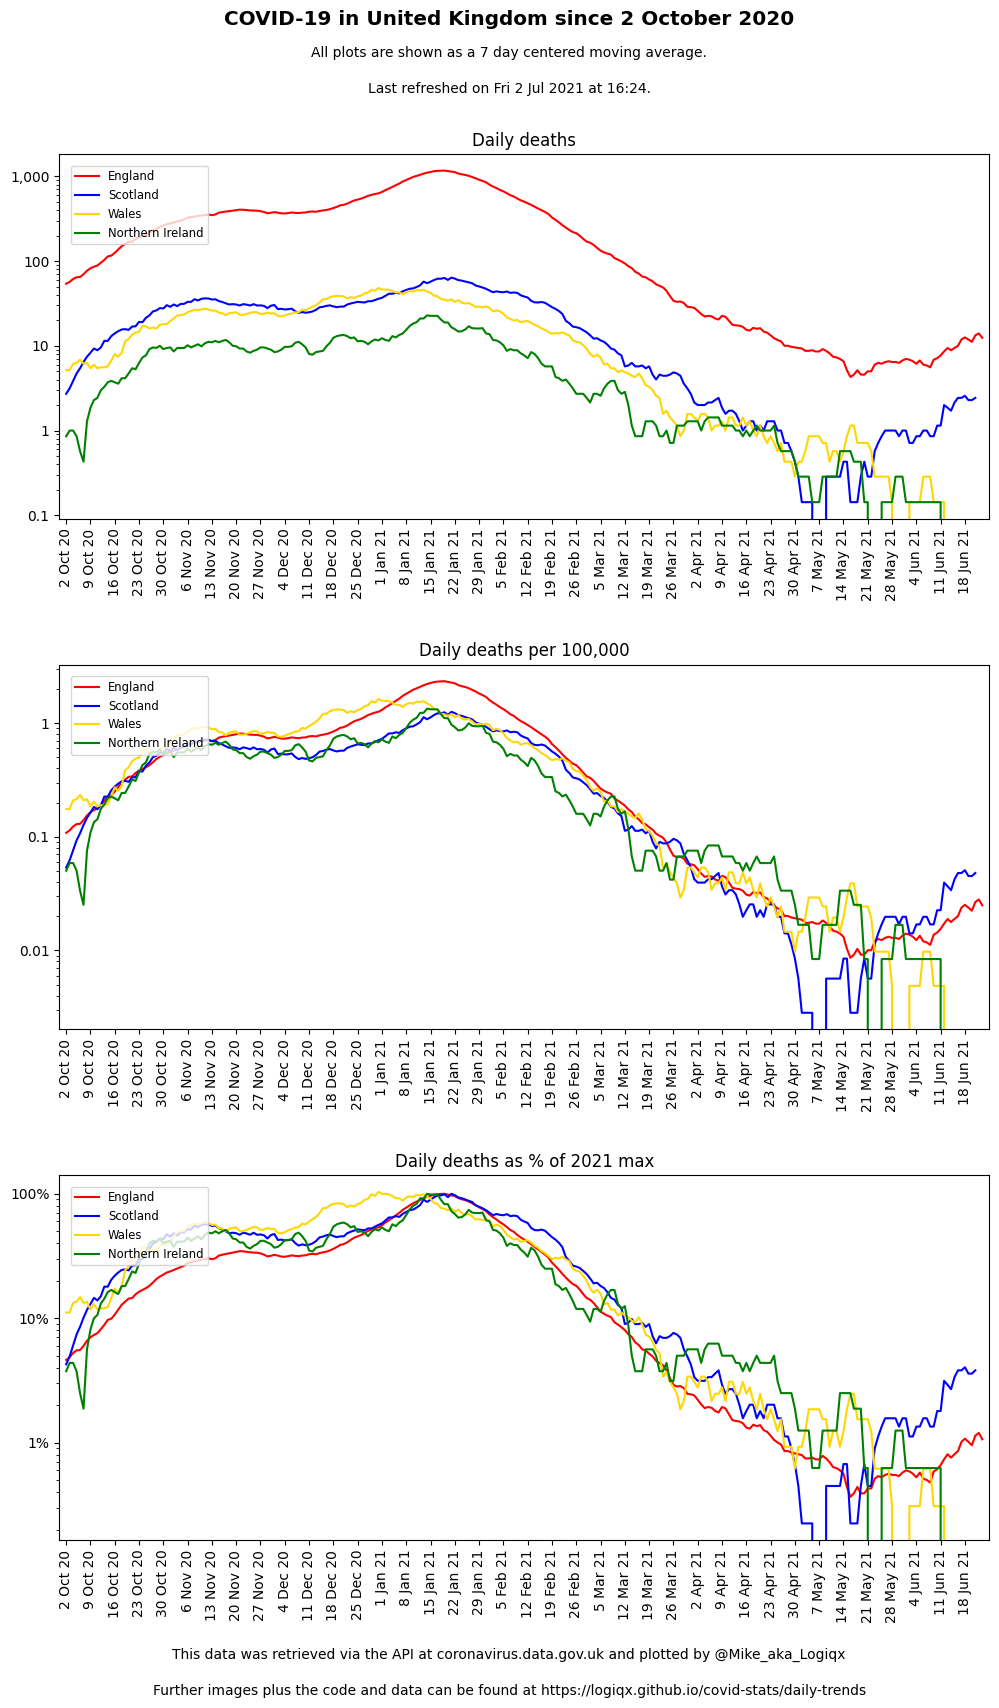 COVID-19 in United Kingdom since 2 October 2020
All plots are shown as a 7 day centered moving average.
Last refreshed on Fri 2 Jul 2021 at 16:24.
Daily deaths
England
Scotland
Wales
Northern Ireland
1,000
100
10
1
0.1
2 Oct 20
9 Oct 20
16 Oct 20
23 Oct 20
30 Oct 20
6 Nov 20
13 Nov 20
20 Nov 20
27 Nov 20
4 Dec 20
11 Dec 20
18 Dec 20
25 Dec 20
1 Jan 21
8 Jan 21
15 Jan 21
22 Jan 21
29 Jan 21
5 Feb 21
12 Feb 21
19 Feb 21
26 Feb 21
5 Mar 21
12 Mar 21
19 Mar 21
26 Mar 21
2 Apr 21
9 Apr 21
16 Apr 21
23 Apr 21
30 Apr 21
7 May 21
14 May 21
21 May 21
28 May 21
4 Jun 21
11 Jun 21
18 Jun 21
Daily deaths per 100,000
England
Scotland
Wales
Northern Ireland
1
0.1
0.01
2 Oct 20
9 Oct 20
16 Oct 20
23 Oct 20
30 Oct 20
6 Nov 20
13 Nov 20
20 Nov 20
27 Nov 20
4 Dec 20
11 Dec 20
18 Dec 20
25 Dec 20
1 Jan 21
8 Jan 21
15 Jan 21
22 Jan 21
29 Jan 21
5 Feb 21
12 Feb 21
19 Feb 21
26 Feb 21
5 Mar 21
12 Mar 21
19 Mar 21
26 Mar 21
2 Apr 21
9 Apr 21
16 Apr 21
23 Apr 21
30 Apr 21
7 May 21
14 May 21
21 May 21
28 May 21
4 Jun 21
11 Jun 21
18 Jun 21
Daily deaths as % of 2021 max
England
Scotland
Wales
Northern Ireland
100%
10%
1%
2 Oct 20
9 Oct 20
16 Oct 20
23 Oct 20
30 Oct 20
6 Nov 20
13 Nov 20
20 Nov 20
27 Nov 20
4 Dec 20
11 Dec 20
18 Dec 20
25 Dec 20
1 Jan 21
8 Jan 21
15 Jan 21
22 Jan 21
29 Jan 21
5 Feb 21
12 Feb 21
19 Feb 21
26 Feb 21
5 Mar 21
12 Mar 21
19 Mar 21
26 Mar 21
2 Apr 21
9 Apr 21
16 Apr 21
23 Apr 21
30 Apr 21
7 May 21
14 May 21
21 May 21
28 May 21
4 Jun 21
11 Jun 21
18 Jun 21
This data was retrieved via the API at coronavirus.data.gov.uk and plotted by @Mike_aka_Logiqx
Further images plus the code and data can be found at https://logiqx.github.io/covid-stats/daily-trends